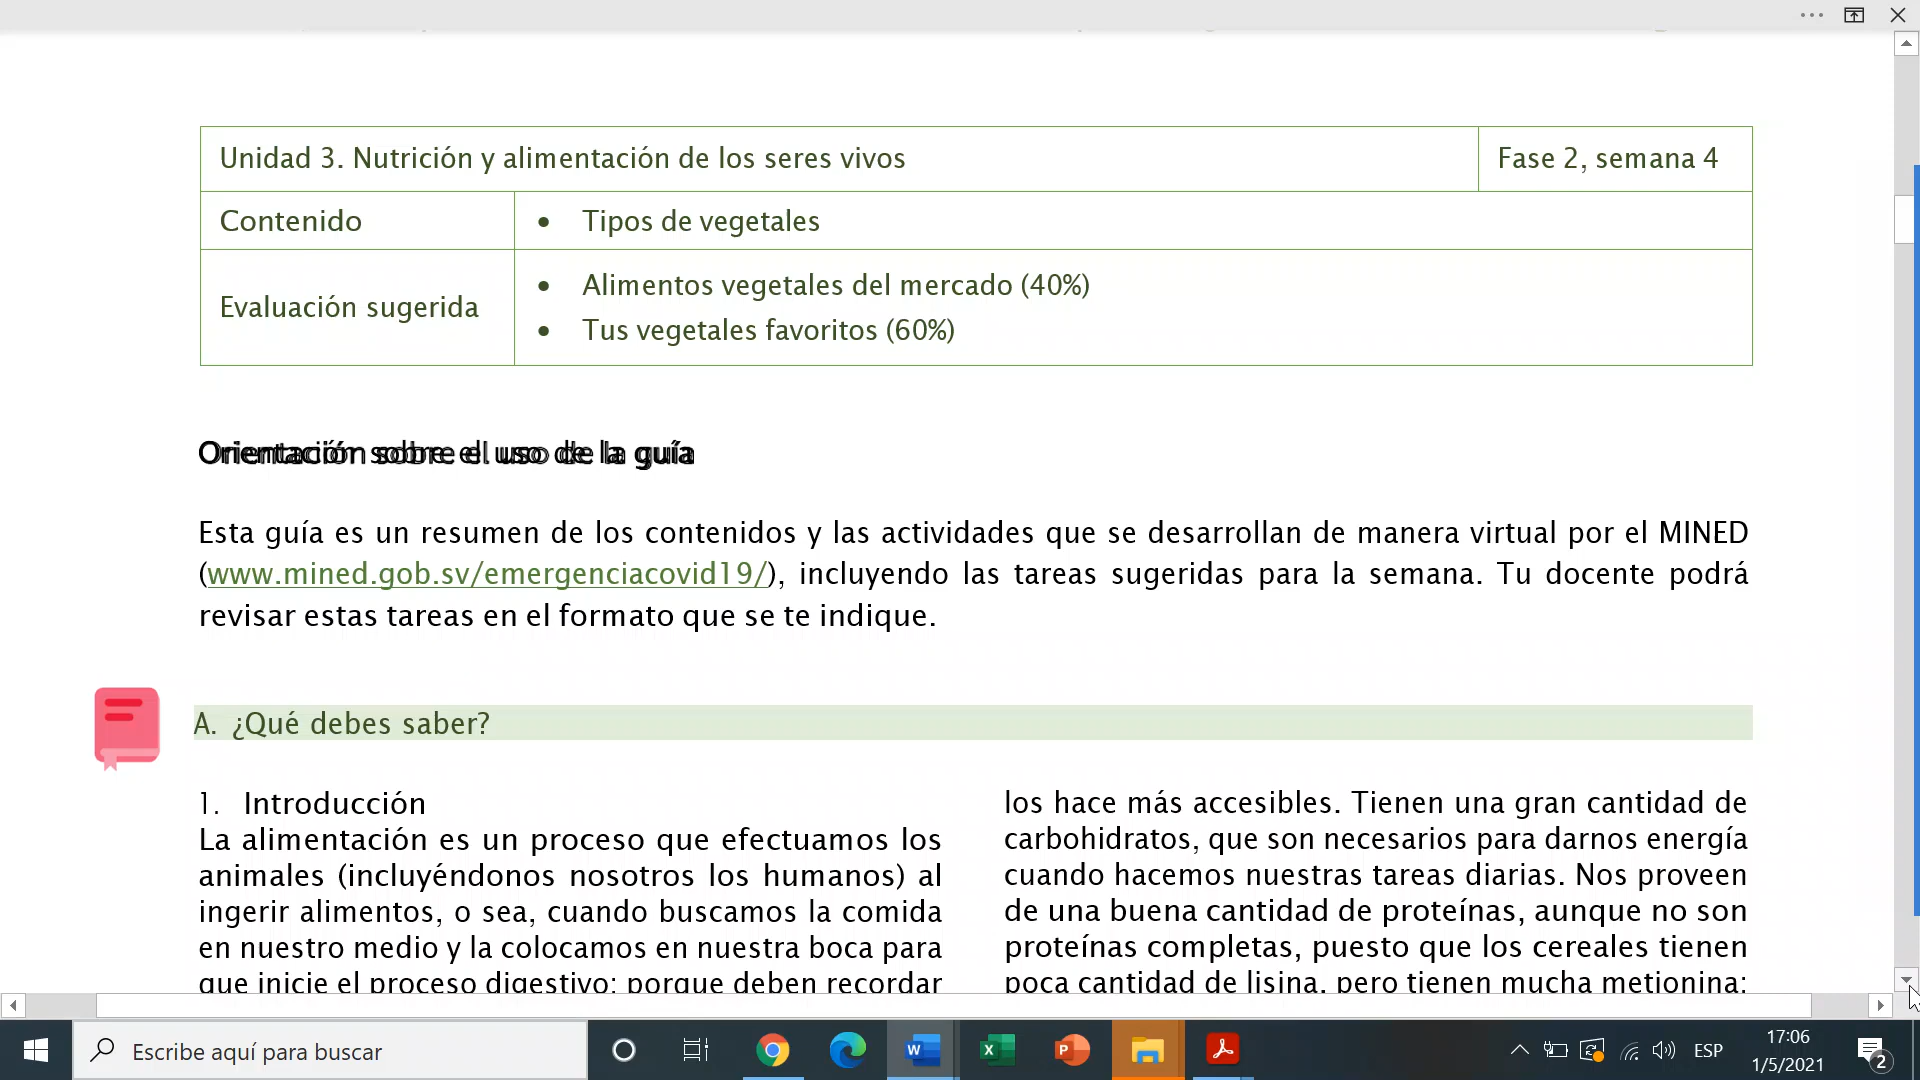 Unidad 3. Nutrición y alimentación de los seres vivos
Fase 2, semana 4
Contenido
• Tipos de vegetales
Evaluación sugerida
• Alimentos vegetales del mercado (40%)
• Tus vegetales favoritos (60%)
Orientación sobre el uso de la guía
Esta guía es un resumen de los contenidos y las actividades que se desarrollan de manera virtual por el MINED
(www.mined.gob.sv/emergenciacovid19/), incluyendo las tareas sugeridas para la semana. Tu docente podrá
revisar estas tareas en el formato que se te indique.
A. ¿Qué debes saber?
1. Introducción
La alimentación es un proceso que efectuamos los
animales (incluyéndonos nosotros los humanos) al
ingerir alimentos, o sea, cuando buscamos la comida
en nuestro medio y la colocamos en nuestra boca para
que inicie el proceso digestivo; porque deben recordar
los hace más accesibles. Tienen una gran cantidad de
carbohidratos, que son necesarios para darnos energía
cuando hacemos nuestras tareas diarias. Nos proveen
de una buena cantidad de proteínas, aunque no son
proteínas completas, puesto que los cereales tienen
poca cantidad de lisina, pero tienen mucha metionina;
Escribe aquí para buscar
W
X
P
ESP
17:06
1/5/2021
2